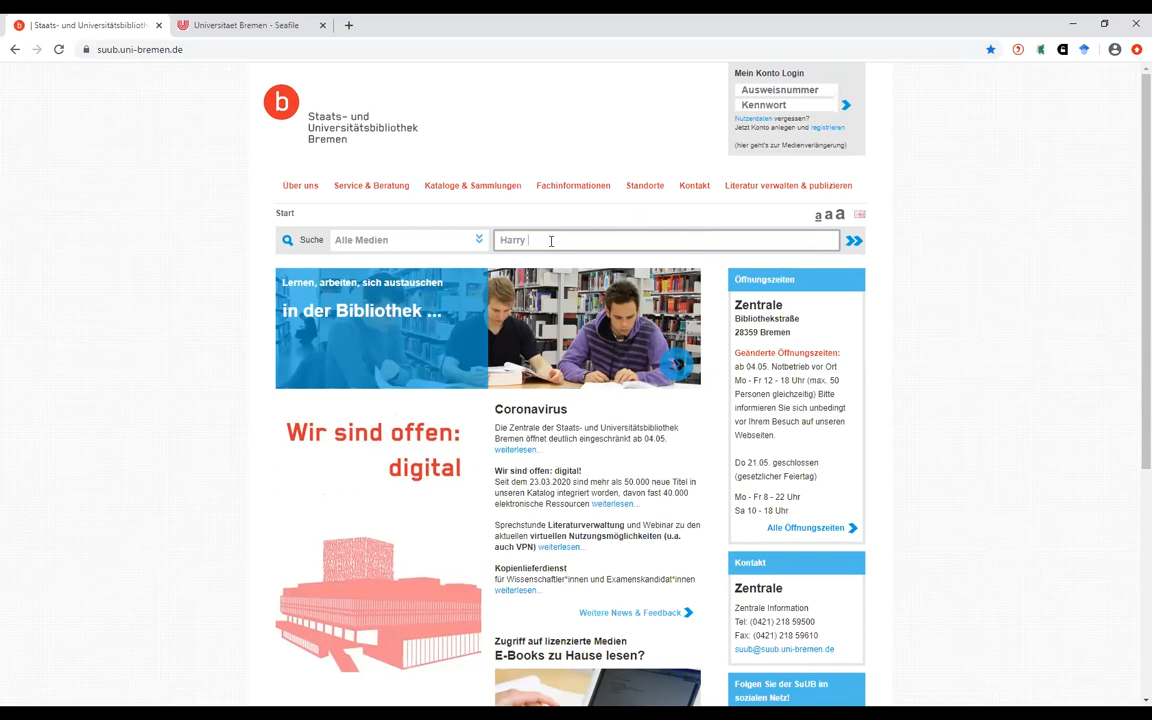 | Staats- und Universitätsbibliothe
Universitaet Bremen - Seafile
suub.uni-bremen.de
b
Staats- und
Universitätsbibliothek
Bremen
Mein Konto Login
Ausweisnummer
Kennwort
Nutzerdaten vergessen?
Jetzt Konto anlegen und registrieren
(hier geht's zur Medienverlängerung)
Über uns Service & Beratung Kataloge & Sammlungen Fachinformationen Standorte Kontakt Literatur verwalten & publizieren
Start
a a a
Suche Alle Medien Harry
Lernen, arbeiten, sich austauschen
in der Bibliothek ...
Wir sind offen:
digital
Coronavirus
Die Zentrale der Staats- und Universitätsbibliothek
Bremen öffnet deutlich eingeschränkt ab 04.05.
weiterlesen...
Wir sind offen: digital!
Seit dem 23.03.2020 sind mehr als 50.000 neue Titel in
unseren Katalog integriert worden, davon fast 40.000
elektronische Ressourcen weiterlesen...
Sprechstunde Literaturverwaltung und Webinar zu den
aktuellen virtuellen Nutzungsmöglichkeiten (u.a.
auch VPN) weiterlesen...
Kopienlieferdienst
für Wissenschaftler*innen und Examenskandidat*innen
weiterlesen...
Weitere News & Feedback
Zugriff auf lizenzierte Medien
E-Books zu Hause lesen?
Öffnungszeiten
Zentrale
Bibliothekstraße
28359 Bremen
Geänderte Öffnungszeiten:
ab 04.05. Notbetrieb vor Ort
Mo - Fr 12 - 18 Uhr (max. 50
Personen gleichzeitig) Bitte
informieren Sie sich unbedingt
vor Ihrem Besuch auf unseren
Webseiten.
Do 21.05. geschlossen
(gesetzlicher Feiertag)
Mo - Fr 8 - 22 Uhr
Sa 10 - 18 Uhr
Alle Öffnungszeiten
Kontakt
Zentrale
Zentrale Information
Tel: (0421) 218 59500
Fax: (0421) 218 59610
suub@suub.uni-bremen.de
Folgen Sie der SuUB im
sozialen Netz!